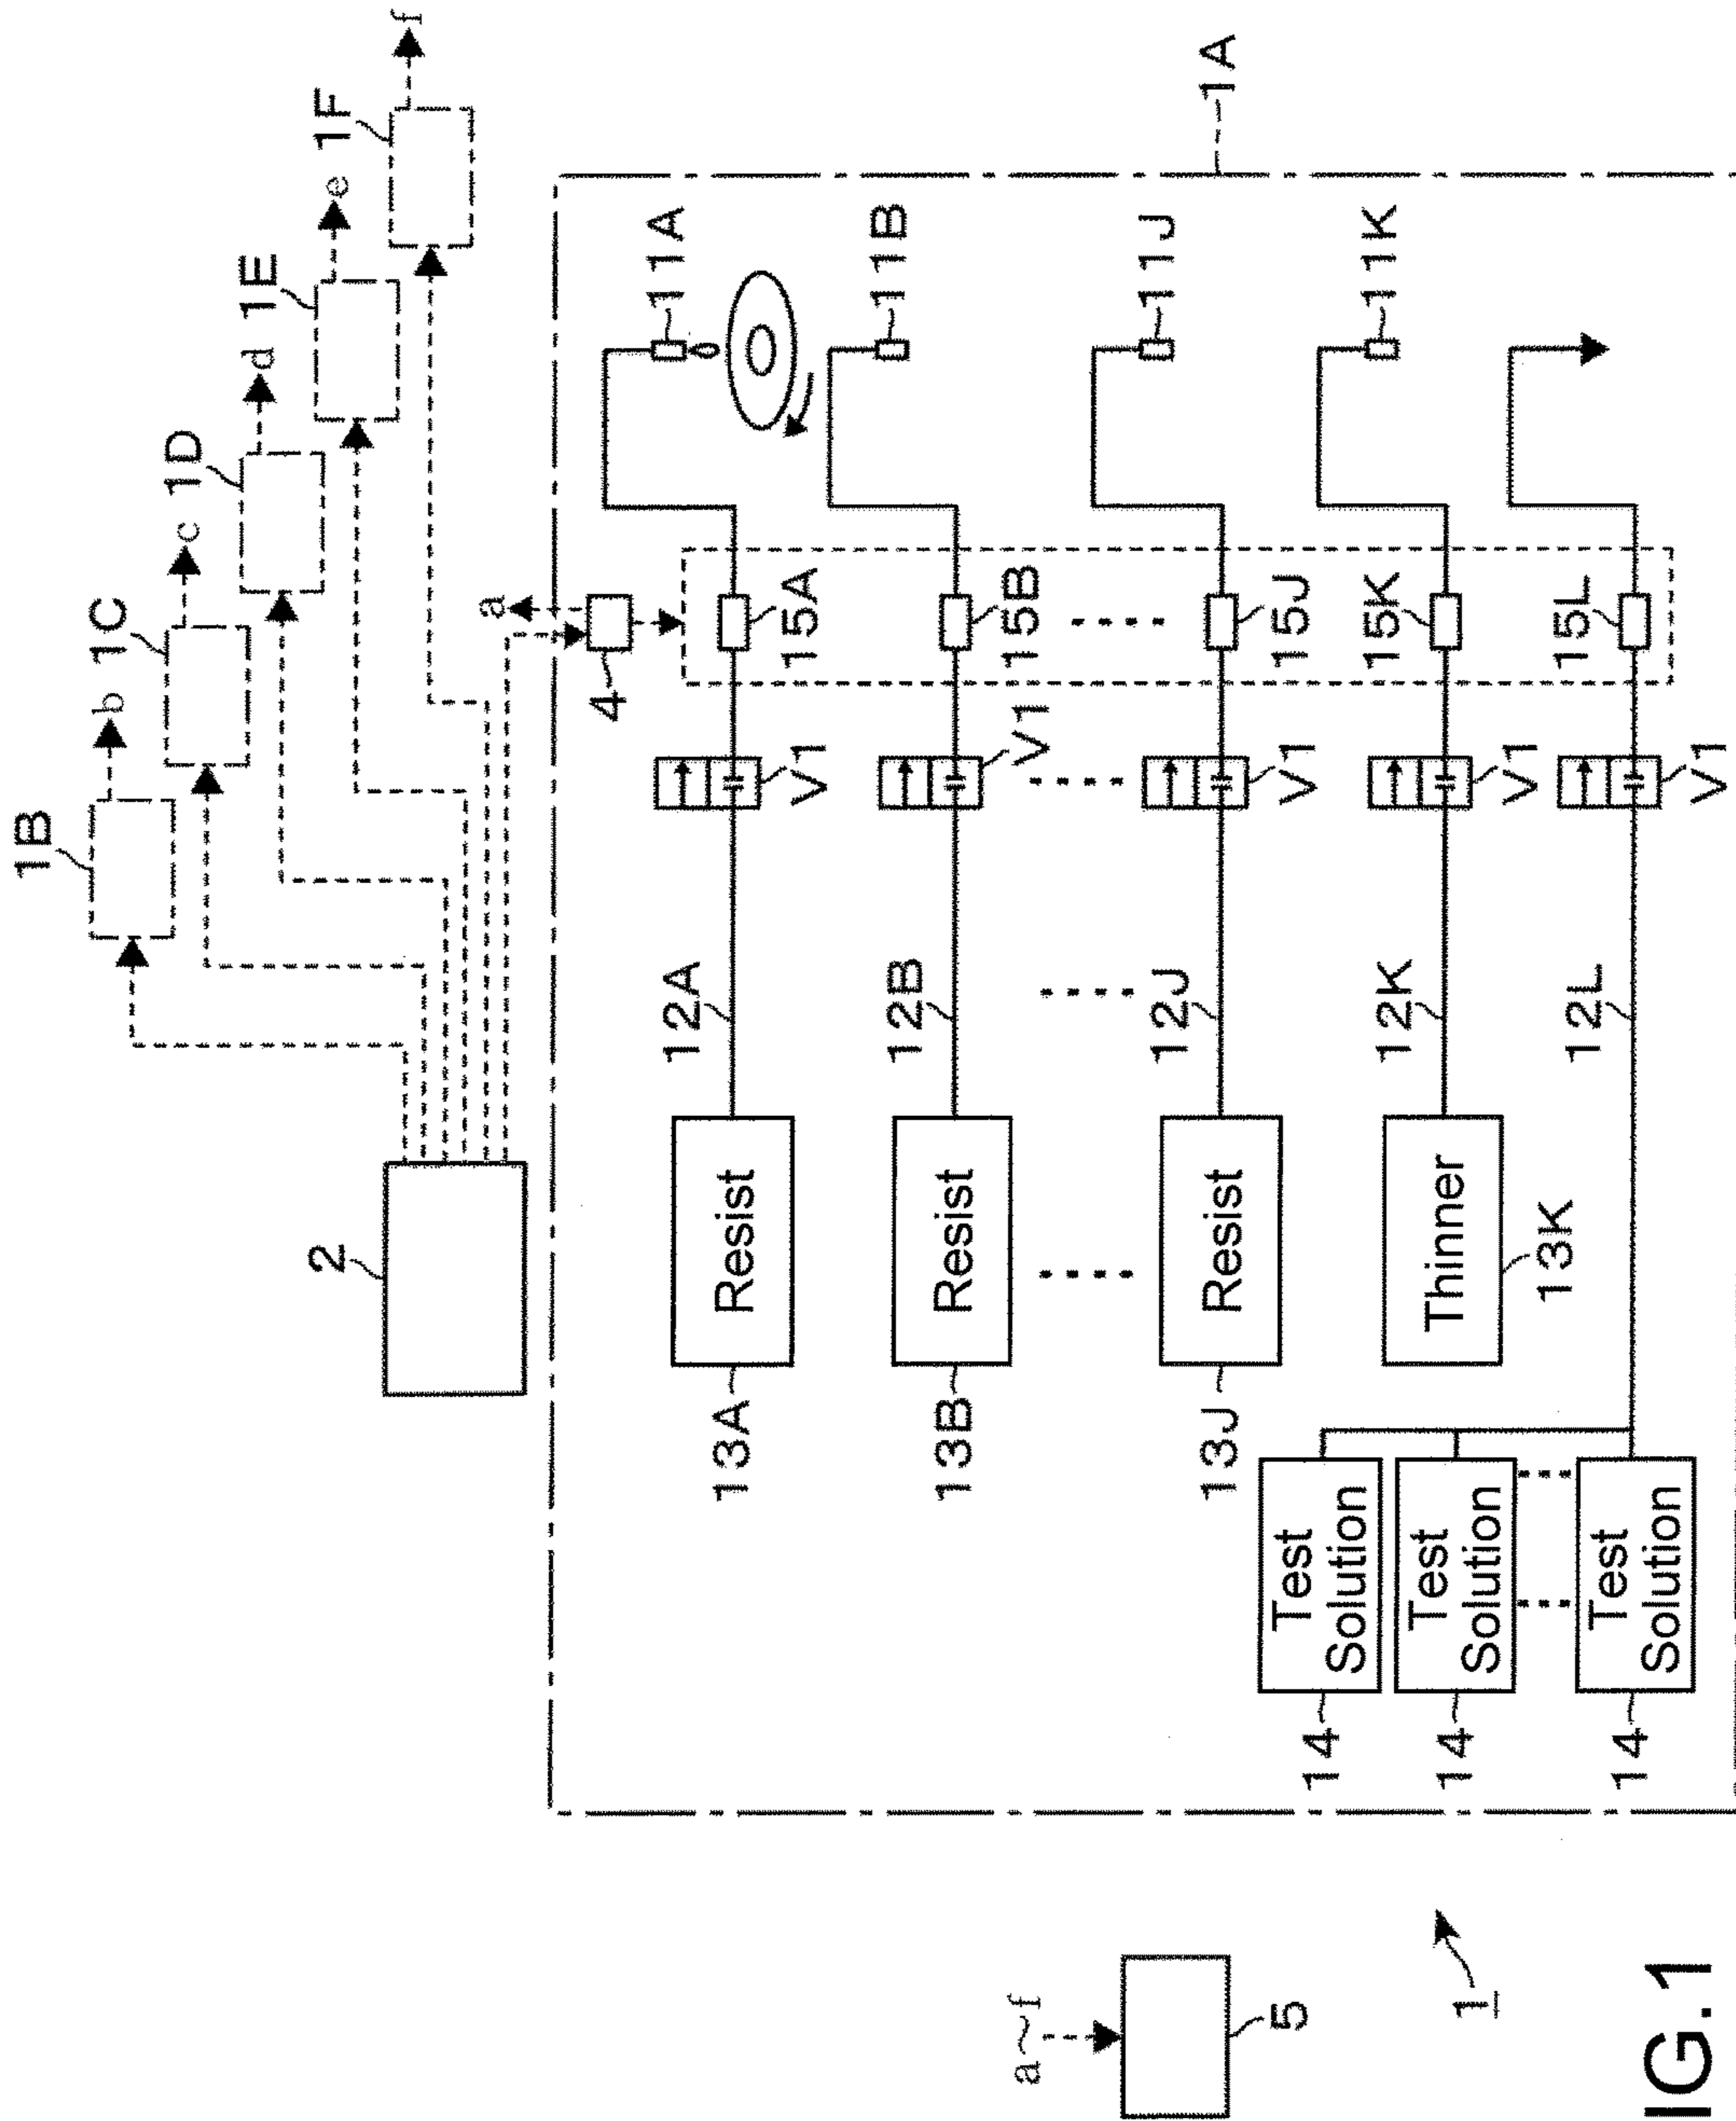 1B
b
1C
c
1D
d
1E
e
1F
f
2
a
4
1A
13A
Resist
12A
V1
15A
11A
13B
Resist
12B
V1
15B
11B
13J
Resist
12J
V1
15J
11J
13K
Thinner
12K
V1
15K
11K
14
Test
Solution
14
Test
Solution
14
Test
Solution
12L
V1
15L
a~f
5
1
IG.1